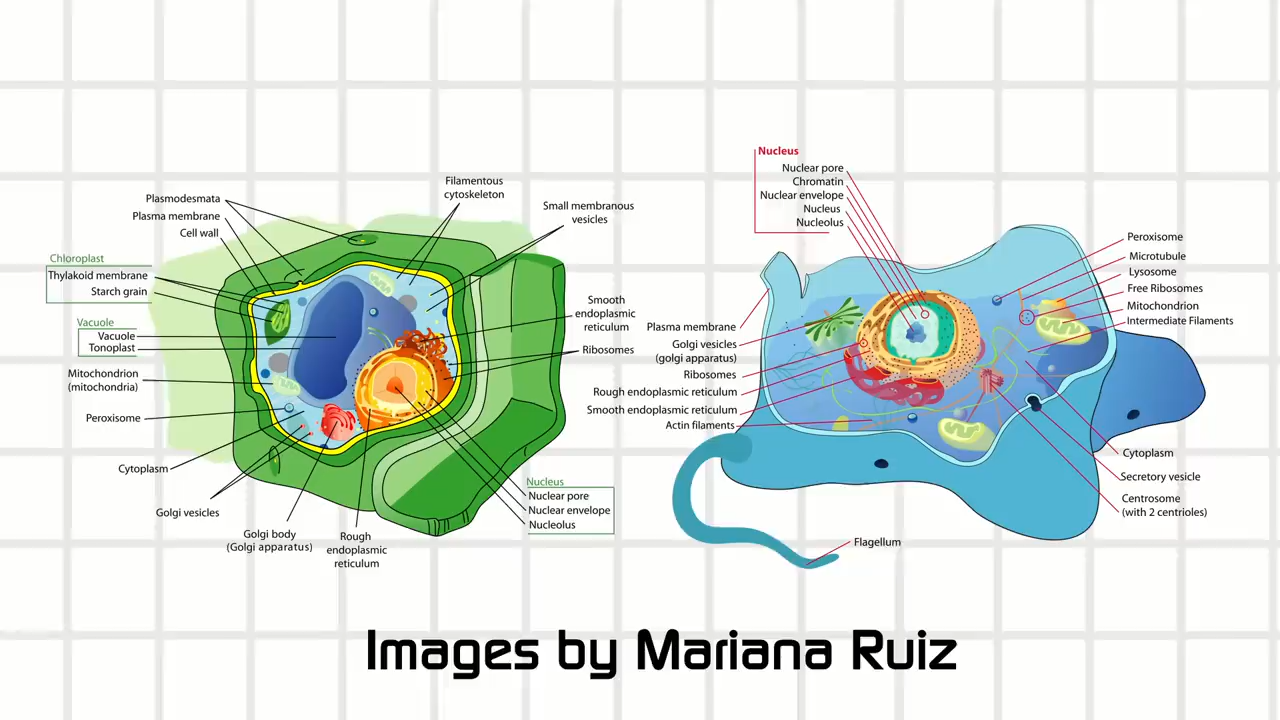 Plasmodesmata
Plasma membrane
Cell wall
Chloroplast
Thylakoid membrane
Starch grain
Vacuole
Vacuole
Tonoplast
Mitochondrion
(mitochondria)
Peroxisome
Cytoplasm
Golgi vesicles
Golgi body
(Golgi apparatus)
Rough
endoplasmic
reticulum
Filamentous
cytoskeleton
Small membranous
vesicles
Smooth
endoplasmic
reticulum
Ribosomes
Nucleus
Nuclear pore
Nuclear envelope
Nucleolus
Nucleus
Nuclear pore
Chromatin
Nuclear envelope
Nucleus
Nucleolus
Plasma membrane
Golgi vesicles
(golgi apparatus)
Ribosomes
Rough endoplasmic reticulum
Smooth endoplasmic reticulum
Actin filaments
Flagellum
Peroxisome
Microtubule
Lysosome
Free Ribosomes
Mitochondrion
Intermediate Filaments
Cytoplasm
Secretory vesicle
Centrosome
(with 2 centrioles)
Images by Mariana Ruiz